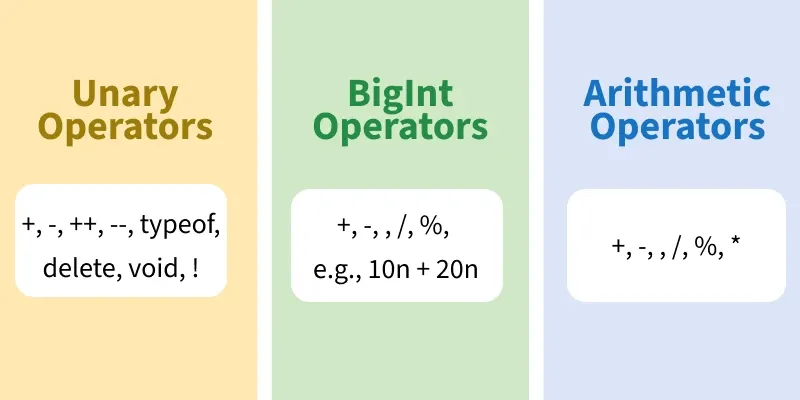 Unary
Operators
+, -, ++, --, typeof,
delete, void, !
BigInt
Operators
+, -, , /, %,
e.g., 10n + 20n
Arithmetic
Operators
+, -, , /, %, *